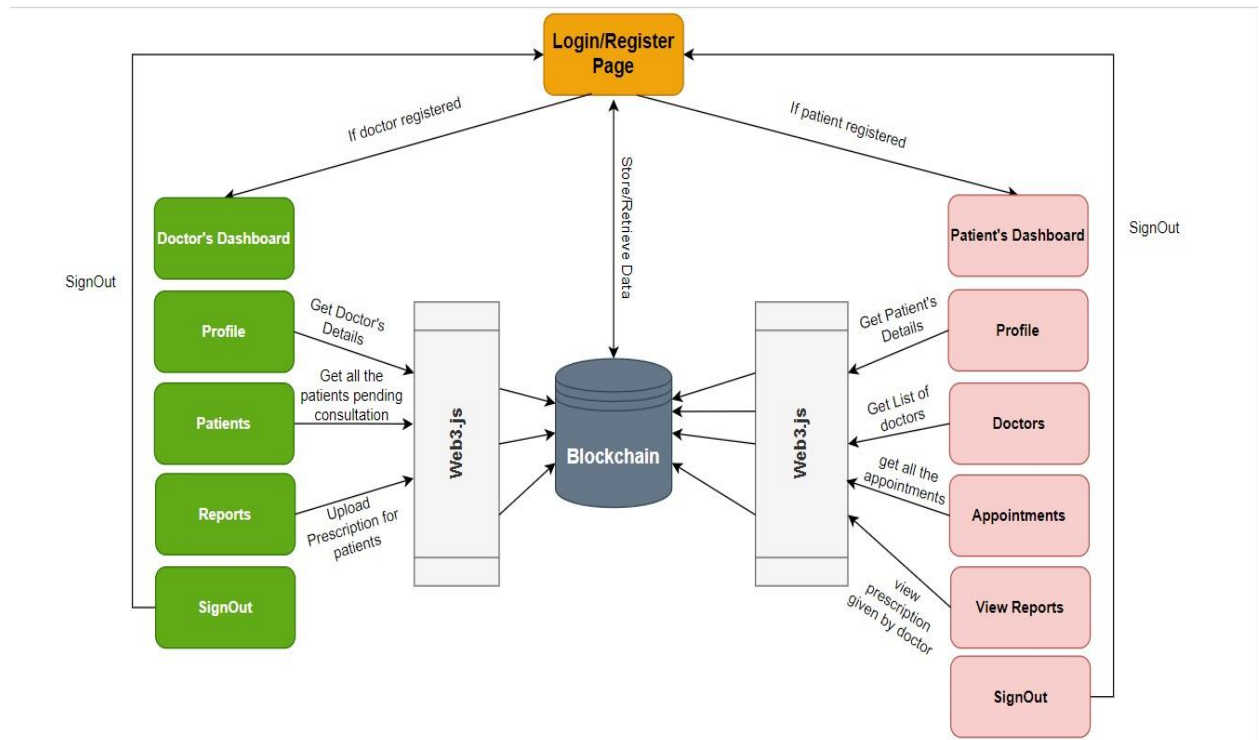 Login/Register
Page
If doctor registered
If patient registered
Store/Retrieve Data
Doctor's Dashboard
Patient's Dashboard
SignOut
SignOut
Profile
Get Doctor's
Details
Get all the
patients pending
consultation
Patients
Reports
Upload
Prescription for
patients
SignOut
Web3.js
Blockchain
Web3.js
Get Patient's
Details
Profile
Get List of
doctors
Doctors
get all the
appointments
Appointments
view
prescription
given by doctor
View Reports
SignOut